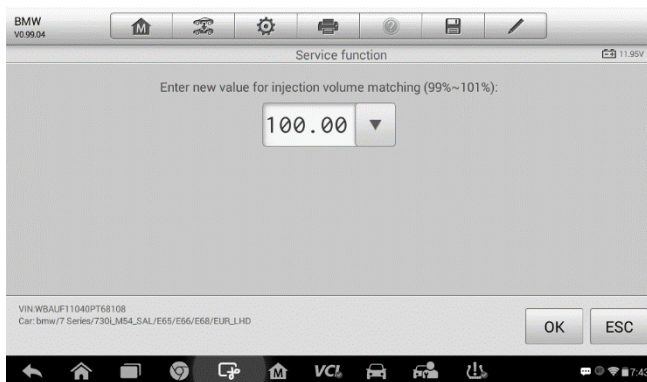 BMW
V0.99.04
M
?
Service function
11.95V
Enter new value for injection volume matching (99%~101%):
100.00
VIN:WBAUF11040PT68108
Car: bmw/7 Series/730i_M54_SAL/E65/E66/E68/EUR_LHD
OK
ESC
M
VCI
7:43